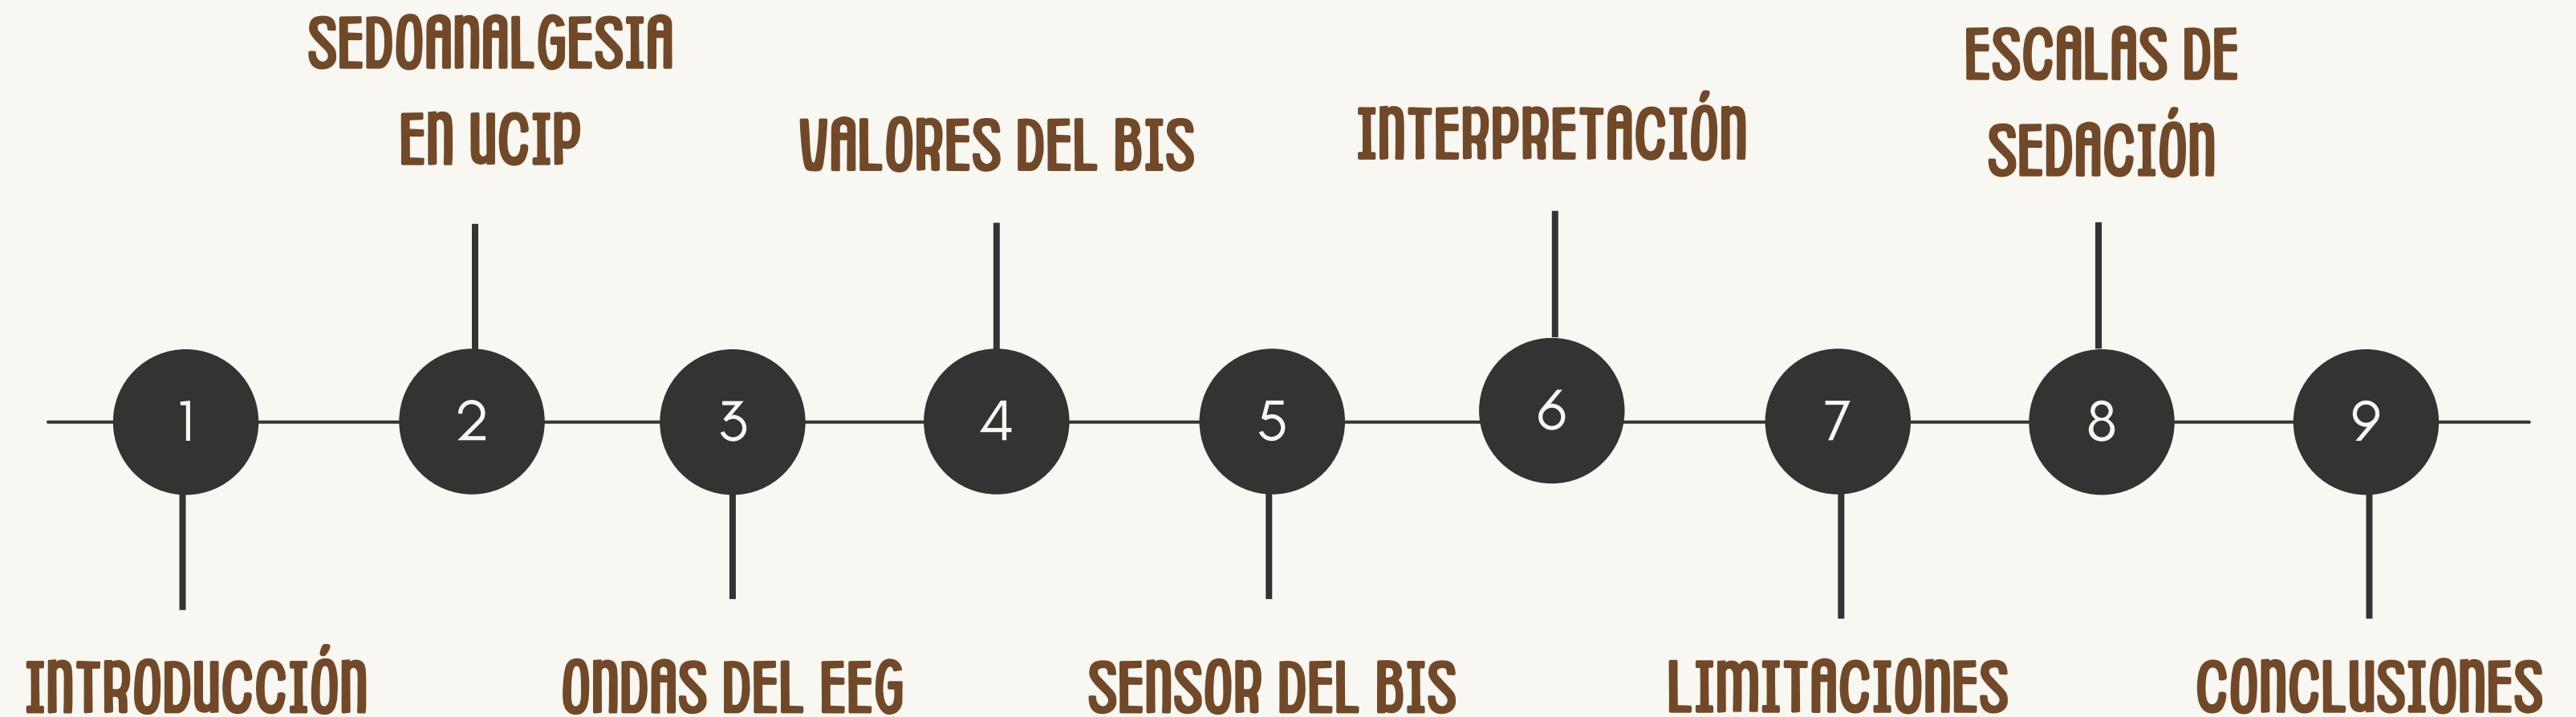 SEDOANALGESIA
EN UCIP
VALORES DEL BIS
INTERPRETACIÓN
ESCALAS DE
SEDACIÓN
1
2
3
4
5
6
7
8
9
INTRODUCCIÓN
ONDAS DEL EEG
SENSOR DEL BIS
LIMITACIONES
CONCLUSIONES